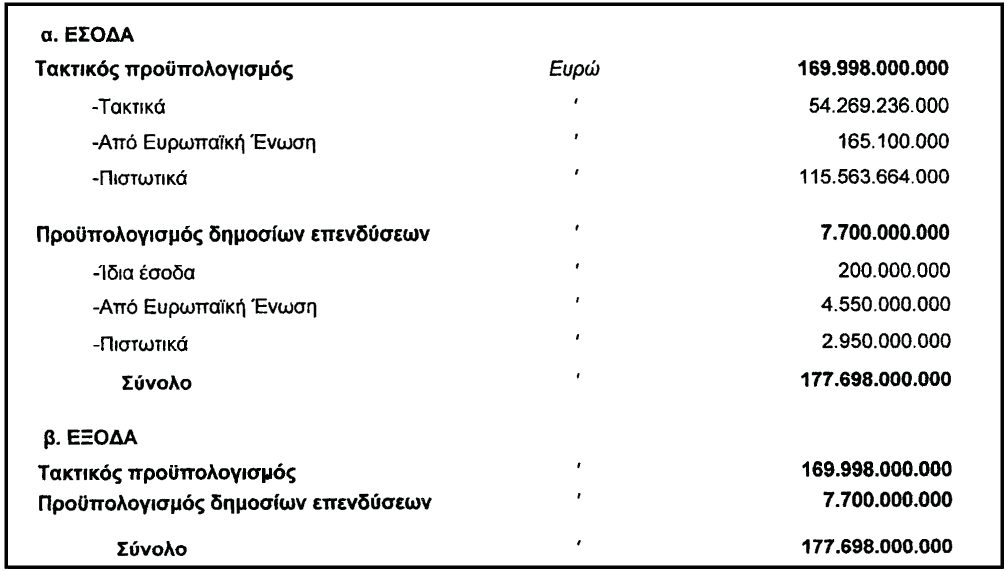 α. ΕΣΟΔΑ
Τακτικός προϋπολογισμός Ευρώ 169.998.000.000
-Τακτικά ' 54.269.236.000
-Από Ευρωπαϊκή Ένωση ' 165.100.000
-Πιστωτικά ' 115.563.664.000
Προϋπολογισμός δημοσίων επενδύσεων ' 7.700.000.000
-Ίδια έσοδα ' 200.000.000
-Από Ευρωπαϊκή Ένωση ' 4.550.000.000
-Πιστωτικά ' 2.950.000.000
Σύνολο ' 177.698.000.000
β. ΕΞΟΔΑ
Τακτικός προϋπολογισμός ' 169.998.000.000
Προϋπολογισμός δημοσίων επενδύσεων ' 7.700.000.000
Σύνολο ' 177.698.000.000